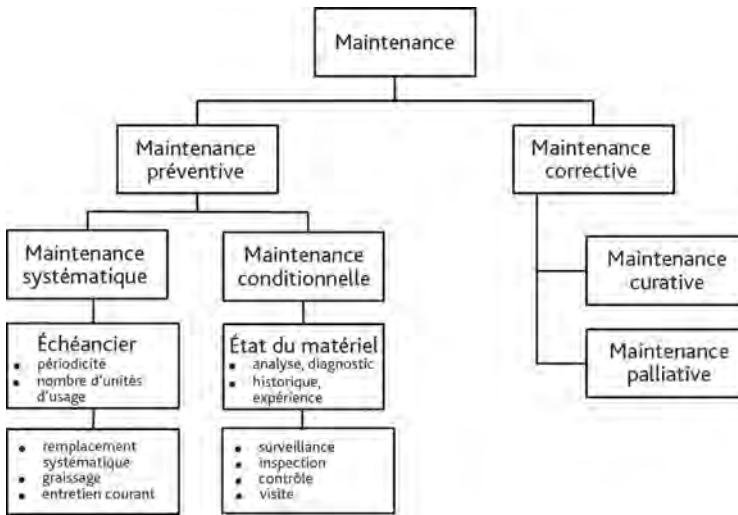 Maintenance
Maintenance
préventive
Maintenance
corrective
Maintenance
systématique
Maintenance
conditionnelle
Maintenance
curative
Maintenance
palliative
Échéancier
• périodicité
• nombre d'unités
d'usage
État du matériel
• analyse, diagnostic
• historique,
expérience
• remplacement
systématique
• graissage
• entretien courant
• surveillance
• inspection
• contrôle
• visite